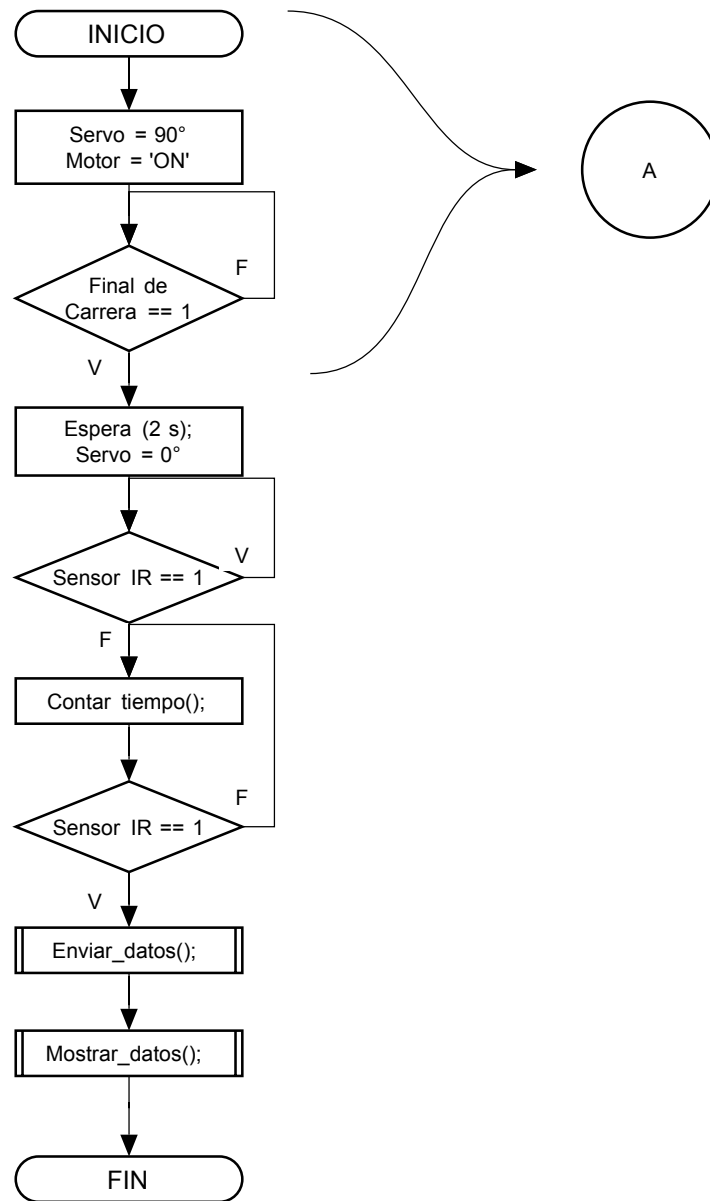 INICIO
Servo = 90°
Motor = 'ON'
A
F
Final de
Carrera == 1
V
Espera (2 s);
Servo = 0°
V
Sensor IR == 1
F
Contar tiempo();
F
Sensor IR == 1
V
Enviar_datos();
Mostrar_datos();
FIN